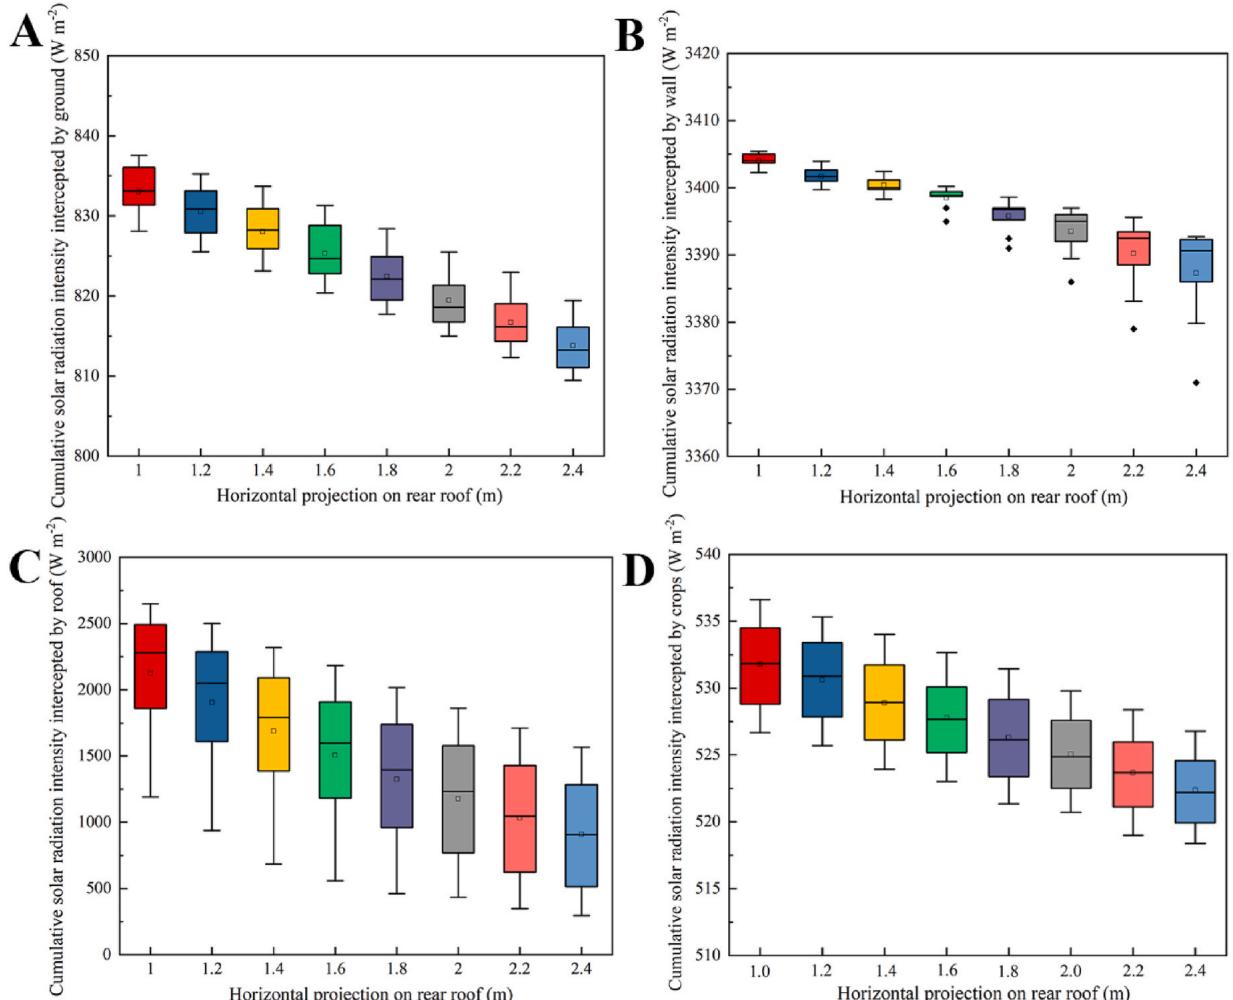 A
Cumulative solar radiation intensity intercepted by ground (W m-2)
850
840
830
820
810
800
1 1.2 1.4 1.6 1.8 2 2.2 2.4
Horizontal projection on rear roof (m)
B
Cumulative solar radiation intensity intercepted by wall (W m-2)
3420
3410
3400
3390
3380
3370
3360
1 1.2 1.4 1.6 1.8 2 2.2 2.4
Horizontal projection on rear roof (m)
C
Cumulative solar radiation intensity intercepted by roof (W m-2)
3000
2500
2000
1500
1000
500
0
1 1.2 1.4 1.6 1.8 2 2.2 2.4
Horizontal projection on rear roof (m)
D
Cumulative solar radiation intensity intercepted by crops (W m-2)
540
535
530
525
520
515
510
1.0 1.2 1.4 1.6 1.8 2.0 2.2 2.4
Horizontal projection on rear roof (m)